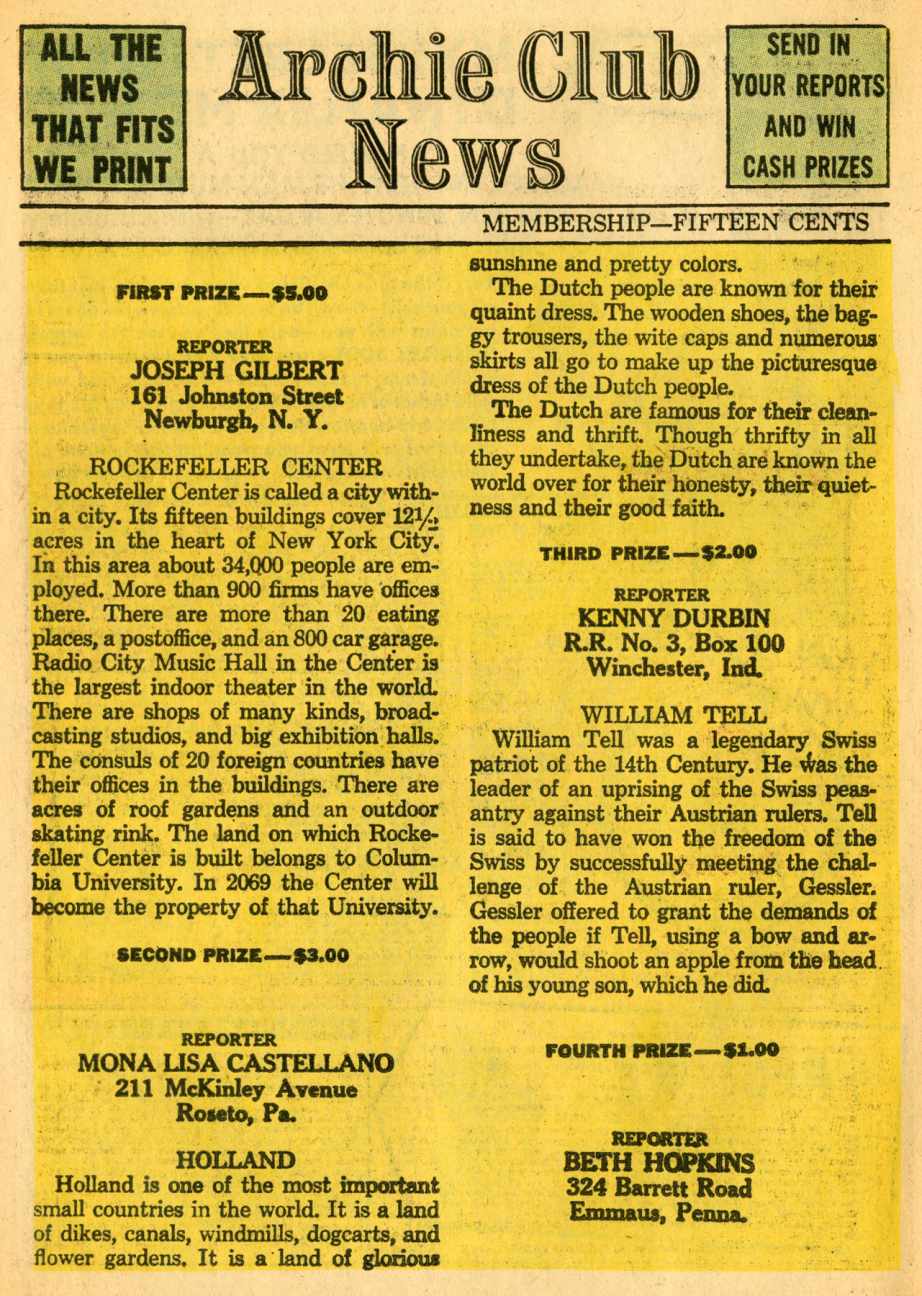 ALL THE
NEWS
THAT FITS
WE PRINT
Archie Club
News
SEND IN
YOUR REPORTS
AND WIN
CASH PRIZES
MEMBERSHIP—FIFTEEN CENTS
FIRST PRIZE—$5.00
REPORTER
JOSEPH GILBERT
161 Johnston Street
Newburgh, N. Y.
ROCKEFELLER CENTER
Rockefeller Center is called a city with-
in a city. Its fifteen buildings cover 12½
acres in the heart of New York City.
In this area about 34,000 people are em-
ployed. More than 900 firms have offices
there. There are more than 20 eating
places, a postoffice, and an 800 car garage.
Radio City Music Hall in the Center is
the largest indoor theater in the world.
There are shops of many kinds, broad-
casting studios, and big exhibition halls.
The consuls of 20 foreign countries have
their offices in the buildings. There are
acres of roof gardens and an outdoor
skating rink. The land on which Rocke-
feller Center is built belongs to Colum-
bia University. In 2069 the Center will
become the property of that University.
SECOND PRIZE—$3.00
REPORTER
MONA LISA CASTELLANO
211 McKinley Avenue
Roseto, Pa.
HOLLAND
Holland is one of the most important
small countries in the world. It is a land
of dikes, canals, windmills, dogcarts, and
flower gardens. It is a land of glorious
sunshine and pretty colors.
The Dutch people are known for their
quaint dress. The wooden shoes, the bag-
gy trousers, the wite caps and numerous
skirts all go to make up the picturesque
dress of the Dutch people.
The Dutch are famous for their clean-
liness and thrift. Though thrifty in all
they undertake, the Dutch are known the
world over for their honesty, their quiet-
ness and their good faith.
THIRD PRIZE—$2.00
REPORTER
KENNY DURBIN
R.R. No. 3, Box 100
Winchester, Ind.
WILLIAM TELL
William Tell was a legendary Swiss
patriot of the 14th Century. He was the
leader of an uprising of the Swiss peas-
antry against their Austrian rulers. Tell
is said to have won the freedom of the
Swiss by successfully meeting the chal-
lenge of the Austrian ruler, Gessler.
Gessler offered to grant the demands of
the people if Tell, using a bow and ar-
row, would shoot an apple from the head
of his young son, which he did.
FOURTH PRIZE—$1.00
REPORTER
BETH HOPKINS
324 Barrett Road
Emmaus, Penna.